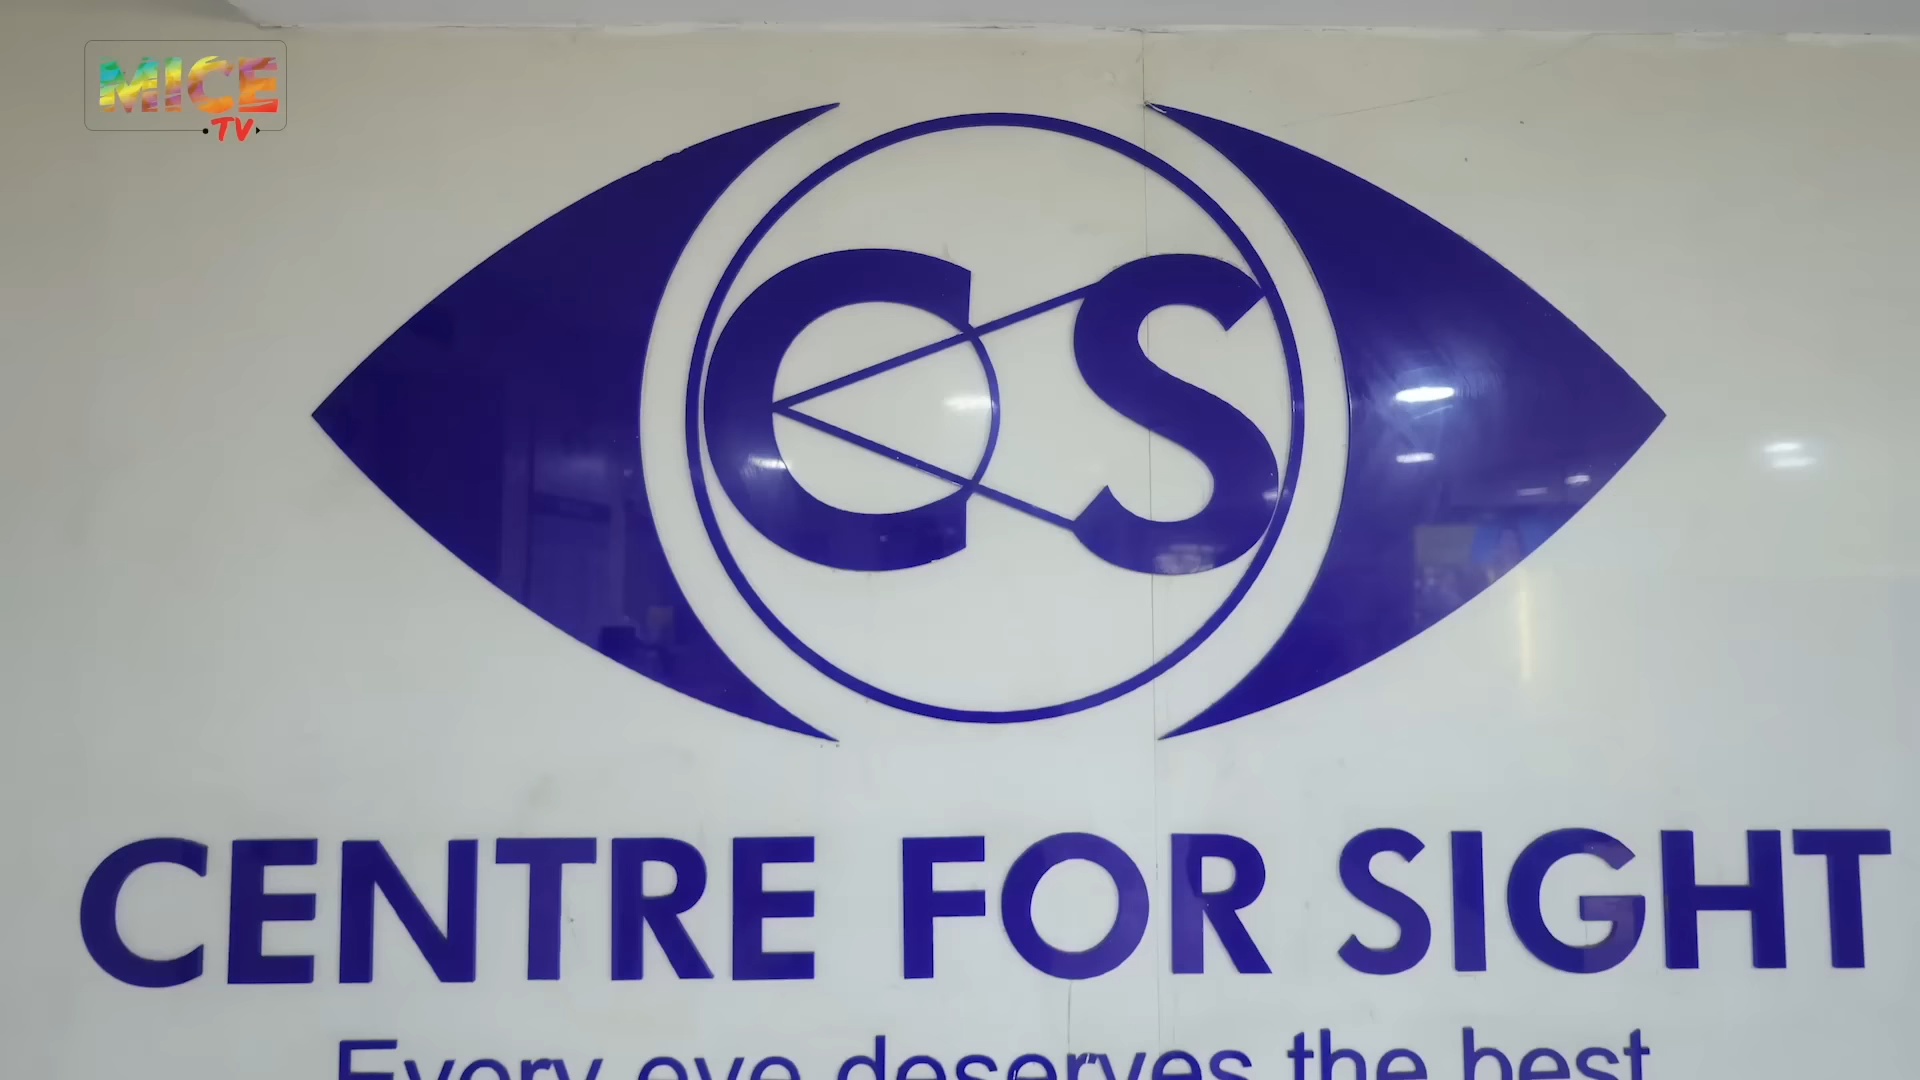 MICE
TV
CS
CENTRE FOR SIGHT
Every eye deserves the best